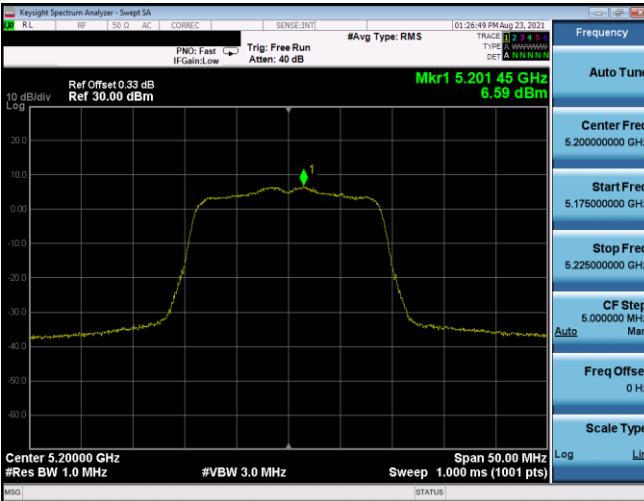 Keysight Spectrum Analyzer - Swept SA
RL RF 50 Ω AC CORREC SENSE:INT 01:26:49 PM Aug 23, 2021
#Avg Type: RMS TRACE 1 2 3 4 5 6
PNO: Fast Trig: Free Run TYPE A WWWWW
IFGain:Low Atten: 40 dB DET A N N N N N
Mkr1 5.201 45 GHz
6.59 dBm
Ref Offset 0.33 dB
10 dB/div Ref 30.00 dBm
Log
20.0
10.0
0.00
-10.0
-20.0
-30.0
-40.0
-50.0
-60.0
1
Center 5.20000 GHz Span 50.00 MHz
#Res BW 1.0 MHz #VBW 3.0 MHz Sweep 1.000 ms (1001 pts)
MSG STATUS
Frequency
Auto Tune
Center Freq
5.200000000 GHz
Start Freq
5.175000000 GHz
Stop Freq
5.225000000 GHz
CF Step
5.000000 MHz
Auto Man
Freq Offset
0 Hz
Scale Type
Log Lin